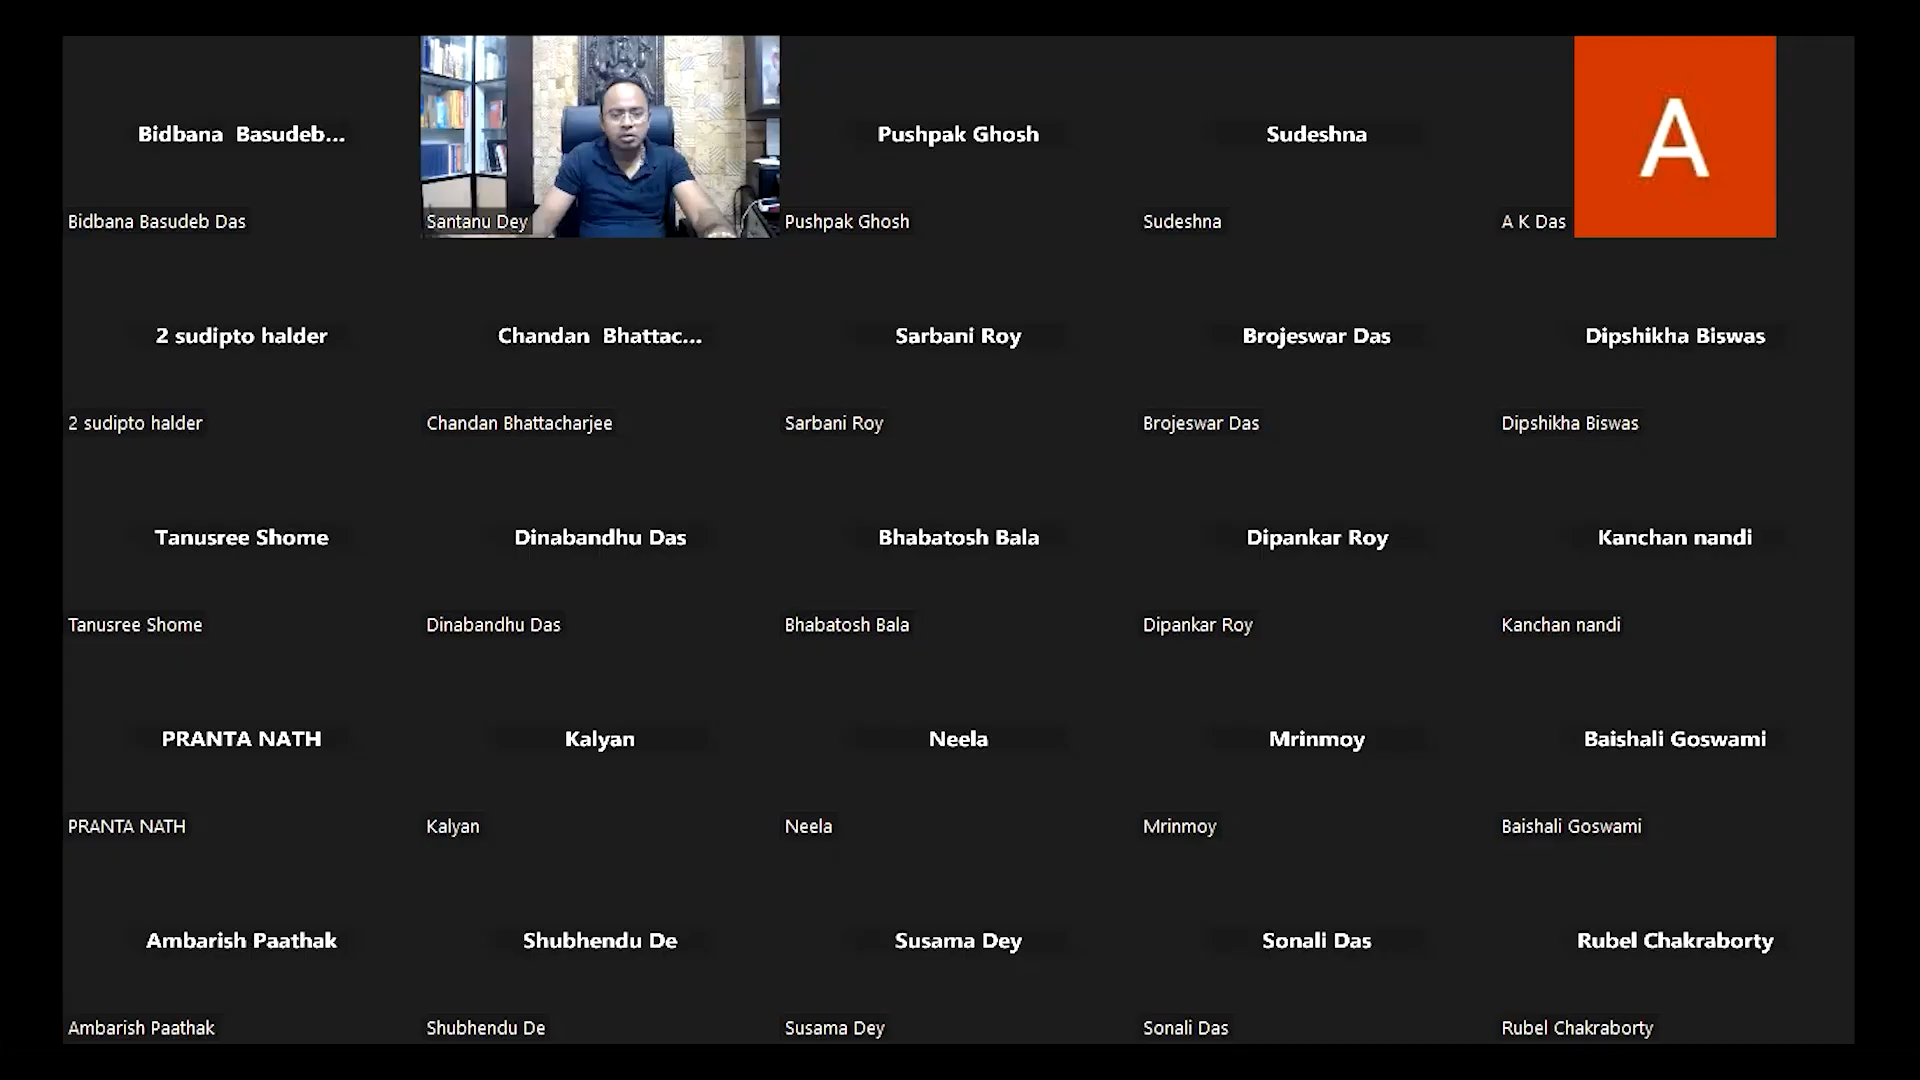 Bidbana Basudeb...
Bidbana Basudeb Das
Santanu Dey
Pushpak Ghosh
Pushpak Ghosh
Sudeshna
Sudeshna
A
A K Das
2 sudipto halder
2 sudipto halder
Chandan Bhattac...
Chandan Bhattacharjee
Sarbani Roy
Sarbani Roy
Brojeswar Das
Brojeswar Das
Dipshikha Biswas
Dipshikha Biswas
Tanusree Shome
Tanusree Shome
Dinabandhu Das
Dinabandhu Das
Bhabatosh Bala
Bhabatosh Bala
Dipankar Roy
Dipankar Roy
Kanchan nandi
Kanchan nandi
PRANTA NATH
PRANTA NATH
Kalyan
Kalyan
Neela
Neela
Mrinmoy
Mrinmoy
Baishali Goswami
Baishali Goswami
Ambarish Paathak
Ambarish Paathak
Shubhendu De
Shubhendu De
Susama Dey
Susama Dey
Sonali Das
Sonali Das
Rubel Chakraborty
Rubel Chakraborty